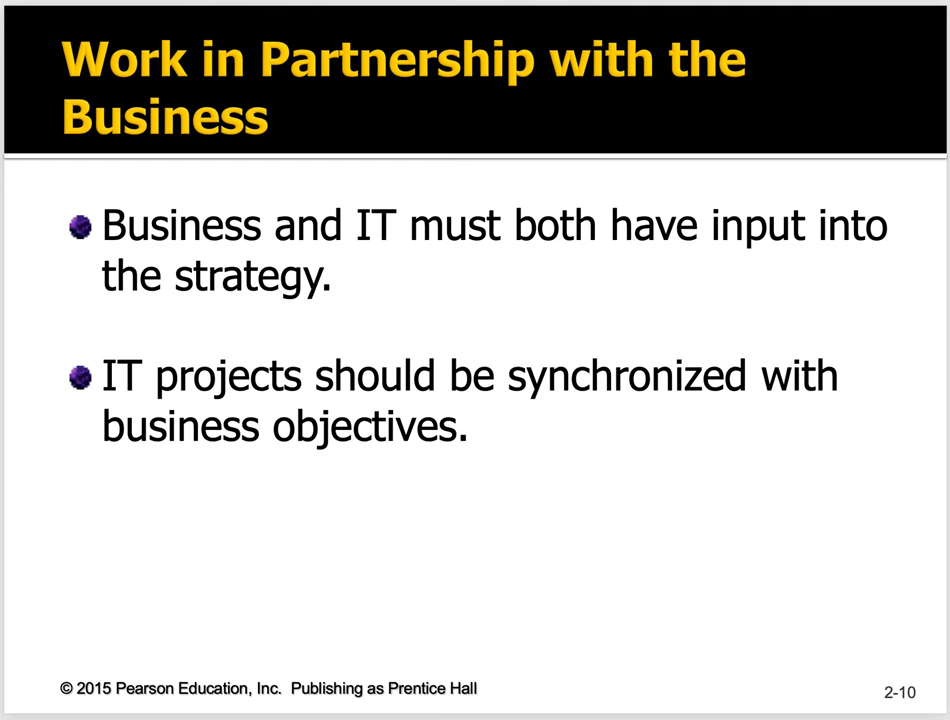 Work in Partnership with the
Business
Business and IT must both have input into
the strategy.
IT projects should be synchronized with
business objectives.
© 2015 Pearson Education, Inc.  Publishing as Prentice Hall
2-10